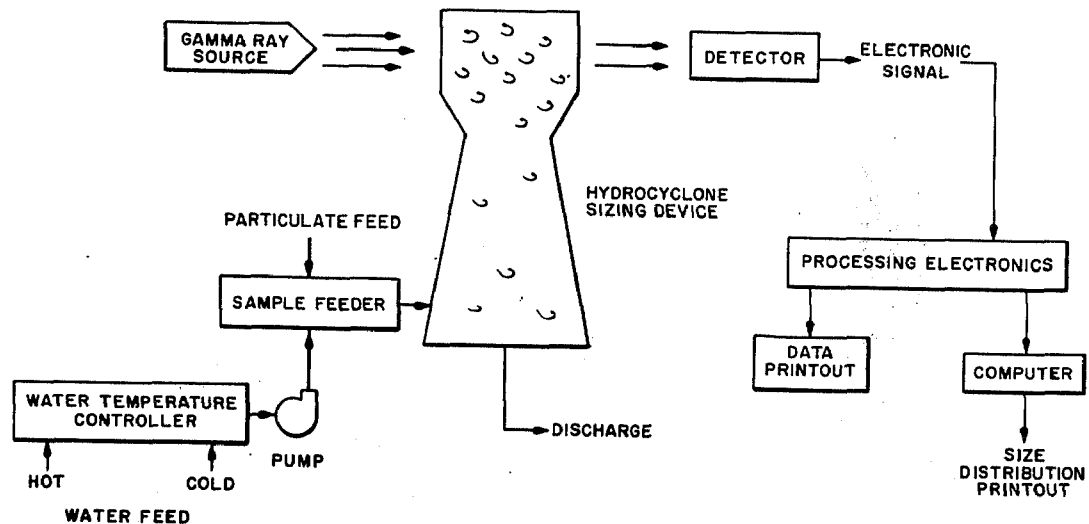 GAMMA RAY
SOURCE
DETECTOR
ELECTRONIC
SIGNAL
HYDROCYCLONE
SIZING DEVICE
PARTICULATE FEED
SAMPLE FEEDER
PROCESSING ELECTRONICS
DATA
PRINTOUT
COMPUTER
WATER TEMPERATURE
CONTROLLER
PUMP
DISCHARGE
HOT
COLD
WATER FEED
SIZE
DISTRIBUTION
PRINTOUT